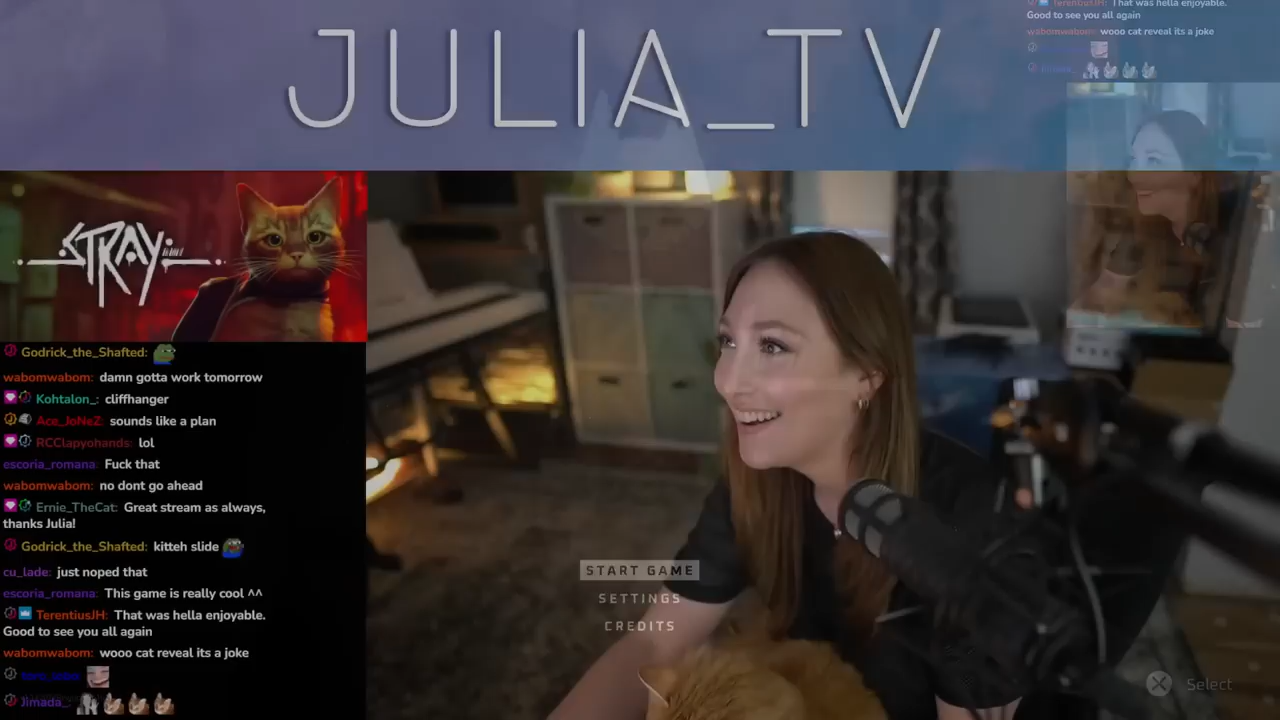 JULIA_TV
TerentiusJH: That was hella enjoyable.
Good to see you all again
wabomwabom: wooo cat reveal its a joke
STRAY
Godrick_the_Shafted:
wabomwabom: damn gotta work tomorrow
Kohtalon_: cliffhanger
Ace_JoNeZ: sounds like a plan
RCClapyohands: lol
escoria_romana: Fuck that
wabomwabom: no dont go ahead
Ernie_TheCat: Great stream as always,
thanks Julia!
Godrick_the_Shafted: kitteh slide
cu_lade: just noped that
escoria_romana: This game is really cool ^^
TerentiusJH: That was hella enjoyable.
Good to see you all again
wabomwabom: wooo cat reveal its a joke
Jimada_:
START GAME
SETTINGS
CREDITS
Select